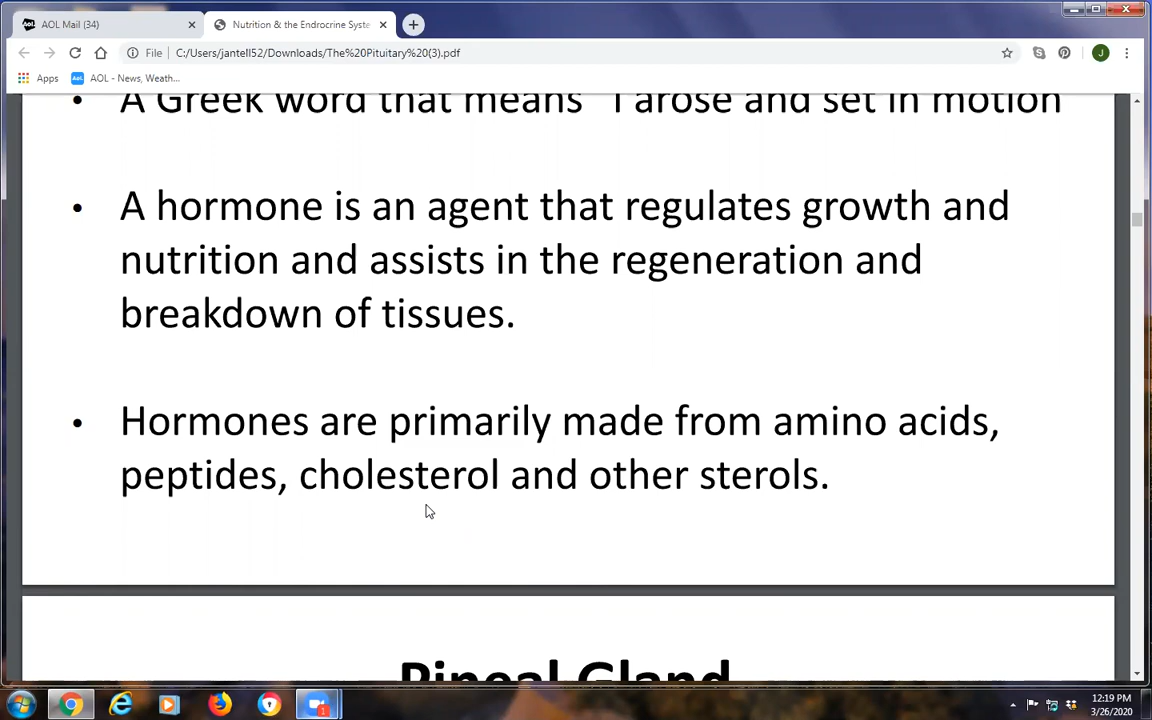 AOL Mail (34)
Nutrition & the Endocrine Syste
File C:/Users/jantell52/Downloads/The%20Pituitary%20(3).pdf
J
Apps AOL - News, Weath...
• A Greek word that means "I arose and set in motion
• A hormone is an agent that regulates growth and
nutrition and assists in the regeneration and
breakdown of tissues.
• Hormones are primarily made from amino acids,
peptides, cholesterol and other sterols.
Pineal Gland
12:19 PM
3/26/2020